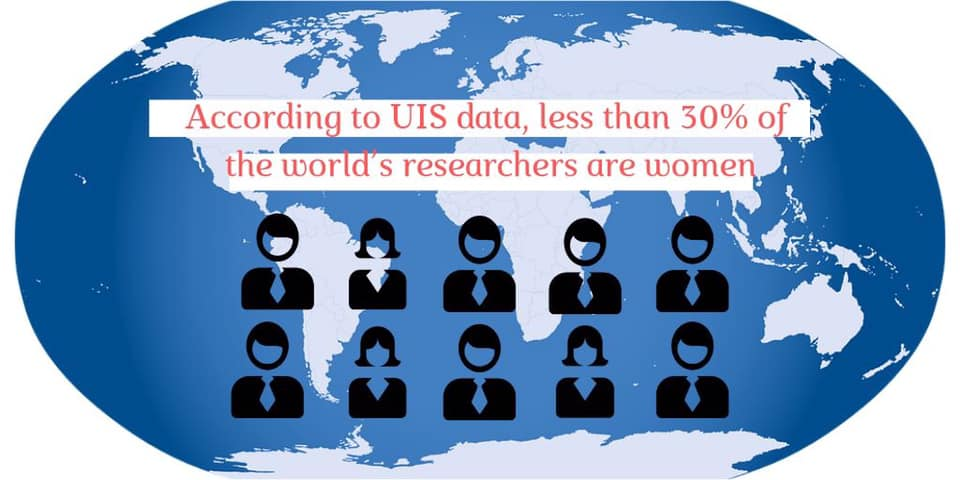 According to UIS data, less than 30% of
the world's researchers are women